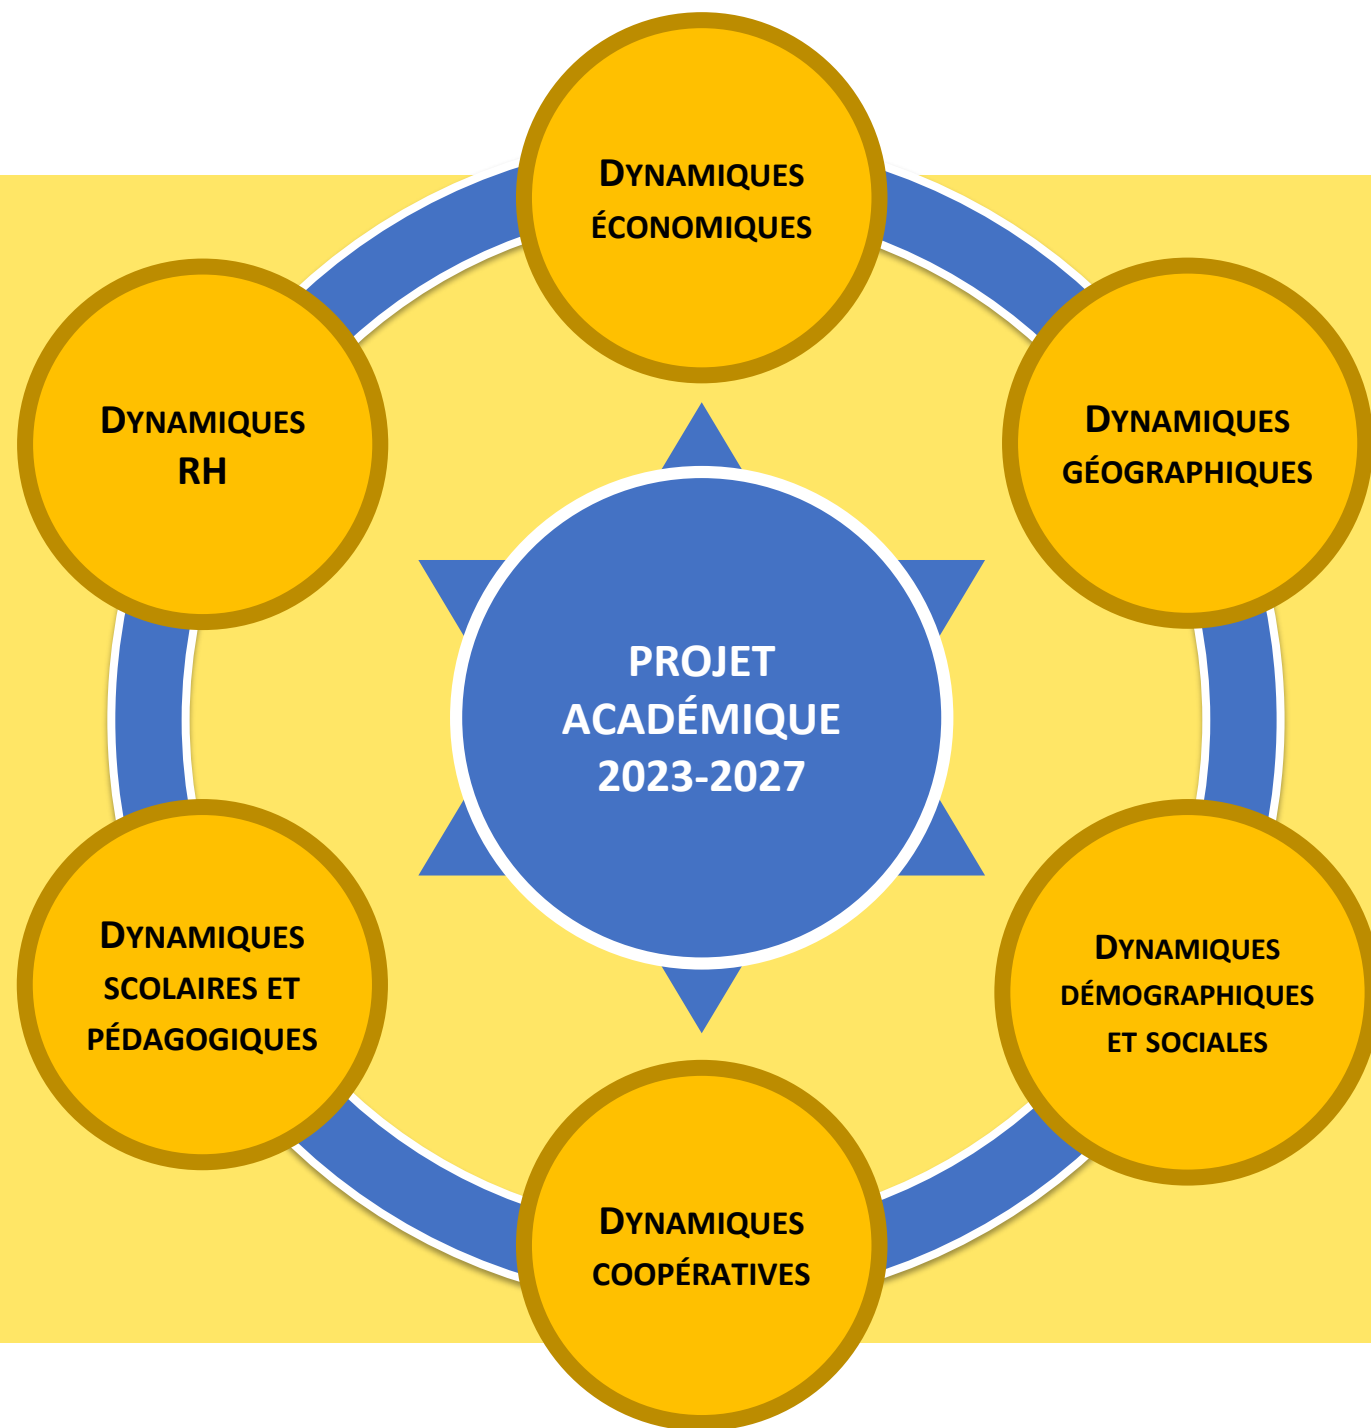 DYNAMIQUES
ÉCONOMIQUES
DYNAMIQUES
GÉOGRAPHIQUES
DYNAMIQUES
DÉMOGRAPHIQUES
ET SOCIALES
DYNAMIQUES
COOPÉRATIVES
DYNAMIQUES
SCOLAIRES ET
PÉDAGOGIQUES
DYNAMIQUES
RH
PROJET
ACADÉMIQUE
2023-2027